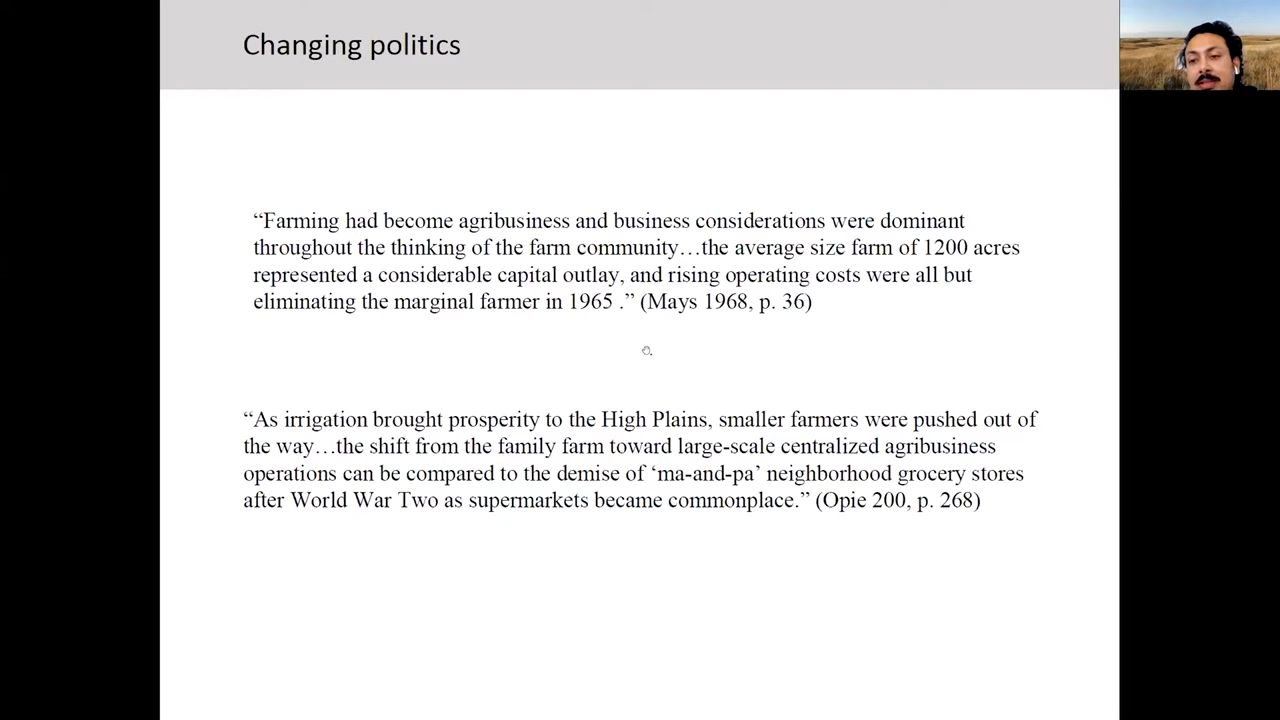 Changing politics
“Farming had become agribusiness and business considerations were dominant
throughout the thinking of the farm community…the average size farm of 1200 acres
represented a considerable capital outlay, and rising operating costs were all but
eliminating the marginal farmer in 1965 .” (Mays 1968, p. 36)
“As irrigation brought prosperity to the High Plains, smaller farmers were pushed out of
the way…the shift from the family farm toward large-scale centralized agribusiness
operations can be compared to the demise of ‘ma-and-pa’ neighborhood grocery stores
after World War Two as supermarkets became commonplace.” (Opie 200, p. 268)